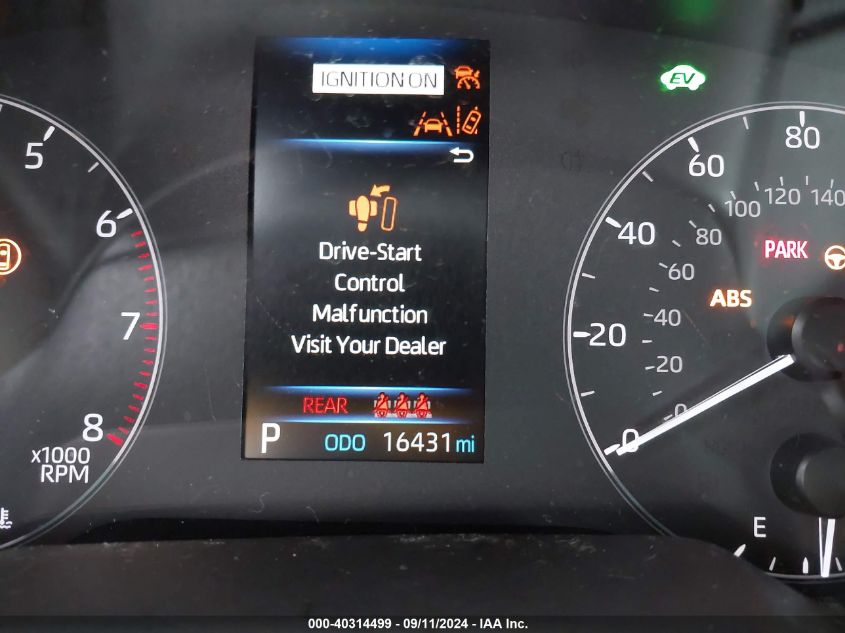 IGNITION ON
EV
Drive-Start
Control
Malfunction
Visit Your Dealer
REAR
P ODO 16431 mi
5
6
7
8
x1000
RPM
80
60
40
20
0
140
120
100
80
60
40
20
0
PARK
ABS
E
000-40314499 - 09/11/2024 - IAA Inc.